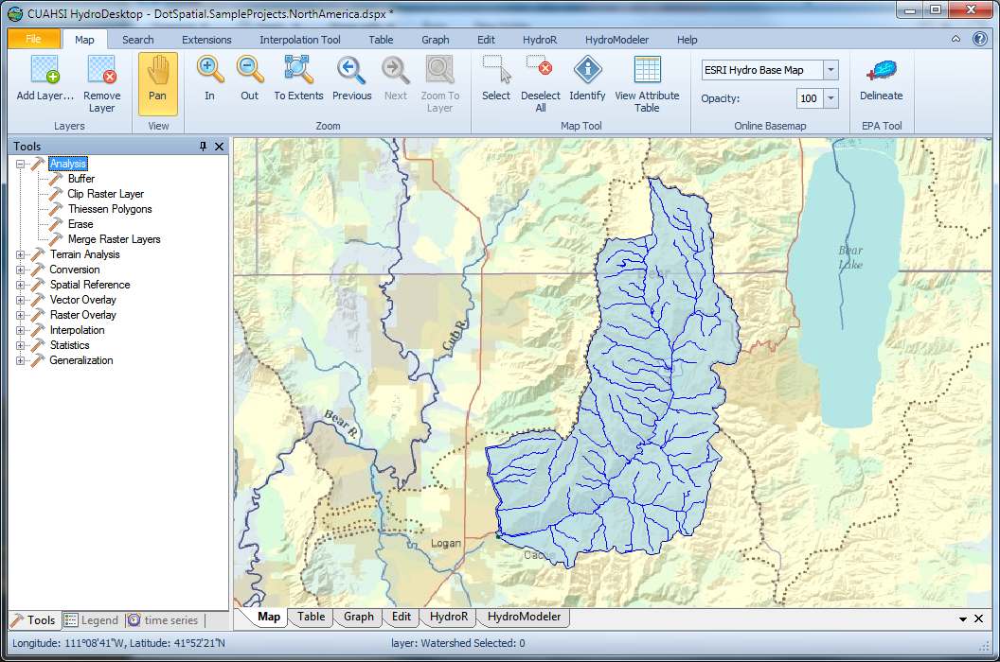 CUAHSI HydroDesktop - DotSpatial.SampleProjects.NorthAmerica.dspx *
File Map Search Extensions Interpolation Tool Table Graph Edit HydroR HydroModeler Help
Add Layer... Remove Layer
Layers
Pan
View
In Out To Extents Previous Next Zoom To Layer
Zoom
Select Deselect All Identify View Attribute Table
Map Tool
ESRI Hydro Base Map
Opacity: 100
Online Basemap
Delineate
EPA Tool
Tools
Analysis
Buffer
Clip Raster Layer
Thiessen Polygons
Erase
Merge Raster Layers
Terrain Analysis
Conversion
Spatial Reference
Vector Overlay
Raster Overlay
Interpolation
Statistics
Generalization
Bear
Lake
Bear
Cub R.
Bear R.
Logan
Tools Legend time series
Map Table Graph Edit HydroR HydroModeler
Longitude: 111°08'41"W, Latitude: 41°52'21"N
layer: Watershed Selected: 0